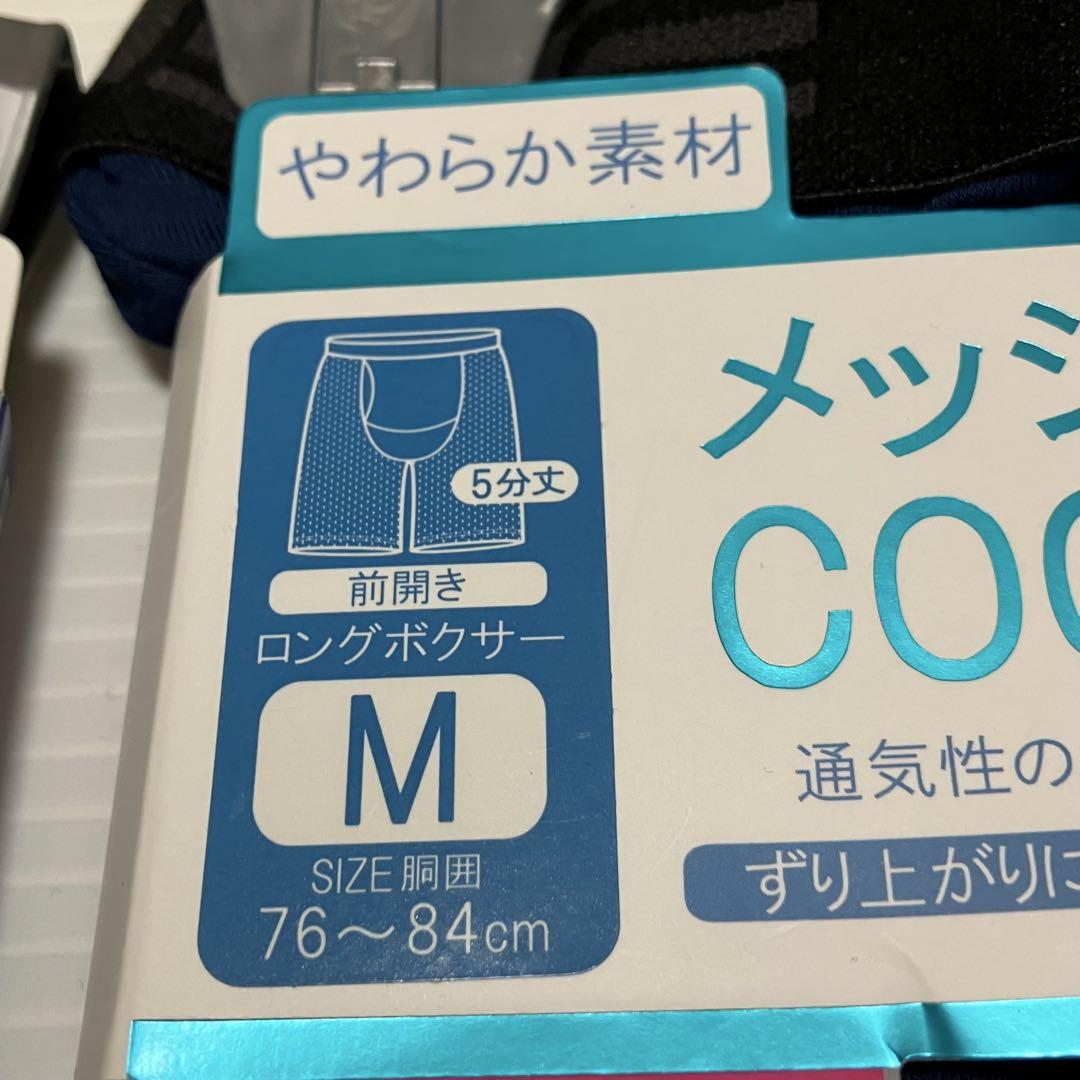 やわらか素材
5分丈
前開き
ロングボクサー
M
SIZE 胴囲
76～84cm
メッシ
COO
通気性の
ずり上がりに